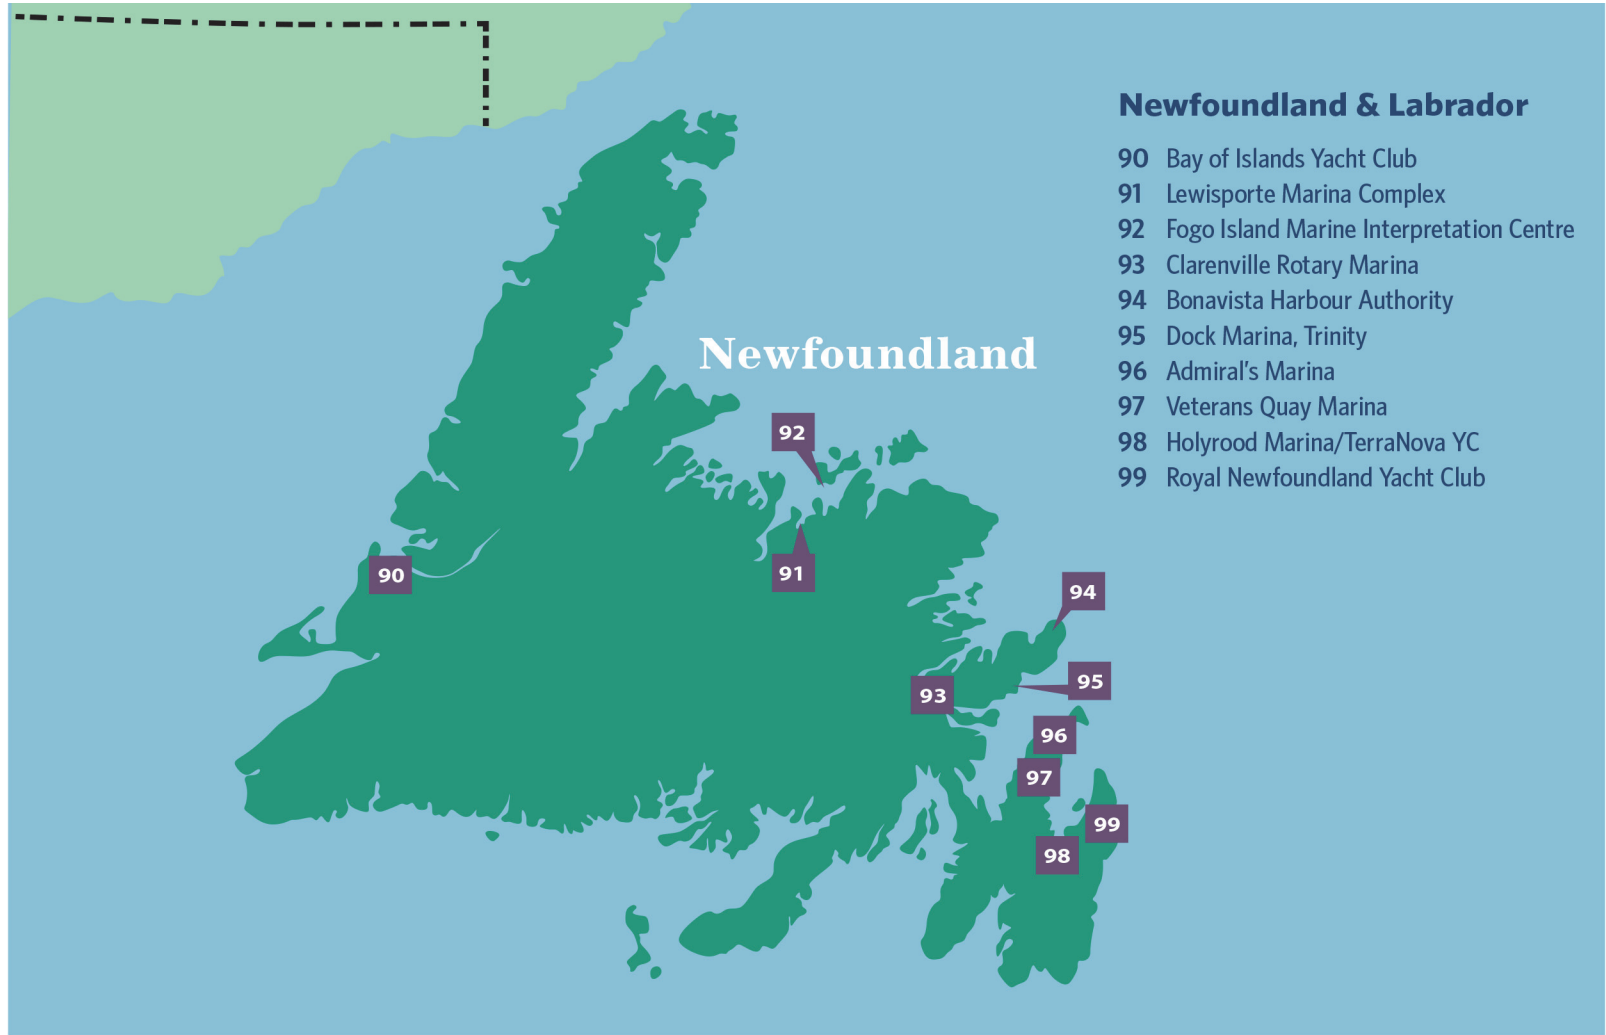 Newfoundland & Labrador
90 Bay of Islands Yacht Club
91 Lewisporte Marina Complex
92 Fogo Island Marine Interpretation Centre
93 Clarenville Rotary Marina
94 Bonavista Harbour Authority
95 Dock Marina, Trinity
96 Admiral's Marina
97 Veterans Quay Marina
98 Holyrood Marina/TerraNova YC
99 Royal Newfoundland Yacht Club
Newfoundland
92
90
91
94
93
95
96
97
99
98